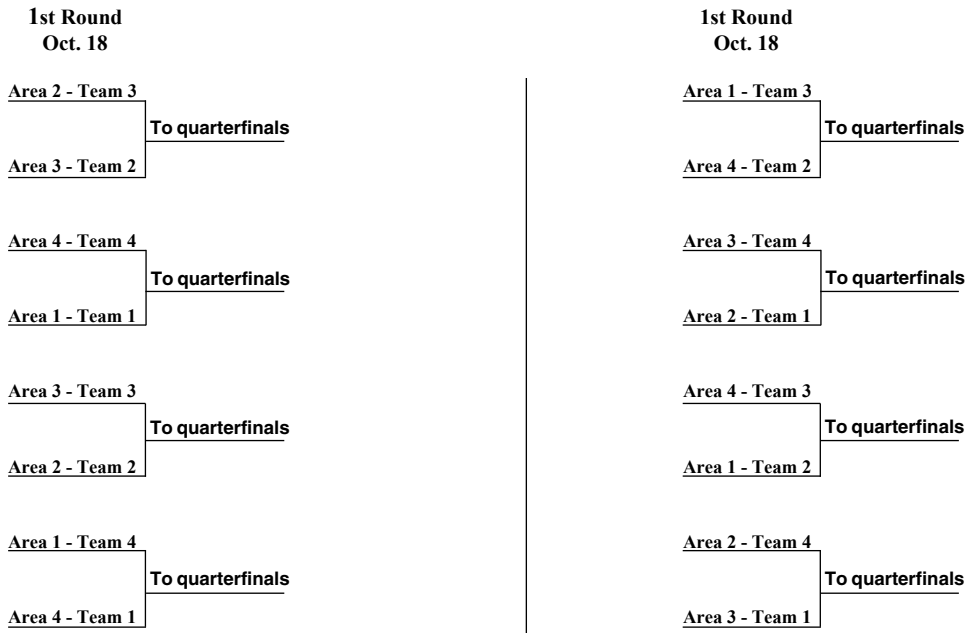 1st Round
Oct. 18
Area 2 - Team 3
To quarterfinals
Area 3 - Team 2
Area 4 - Team 4
To quarterfinals
Area 1 - Team 1
Area 3 - Team 3
To quarterfinals
Area 2 - Team 2
Area 1 - Team 4
To quarterfinals
Area 4 - Team 1
1st Round
Oct. 18
Area 1 - Team 3
To quarterfinals
Area 4 - Team 2
Area 3 - Team 4
To quarterfinals
Area 2 - Team 1
Area 4 - Team 3
To quarterfinals
Area 1 - Team 2
Area 2 - Team 4
To quarterfinals
Area 3 - Team 1